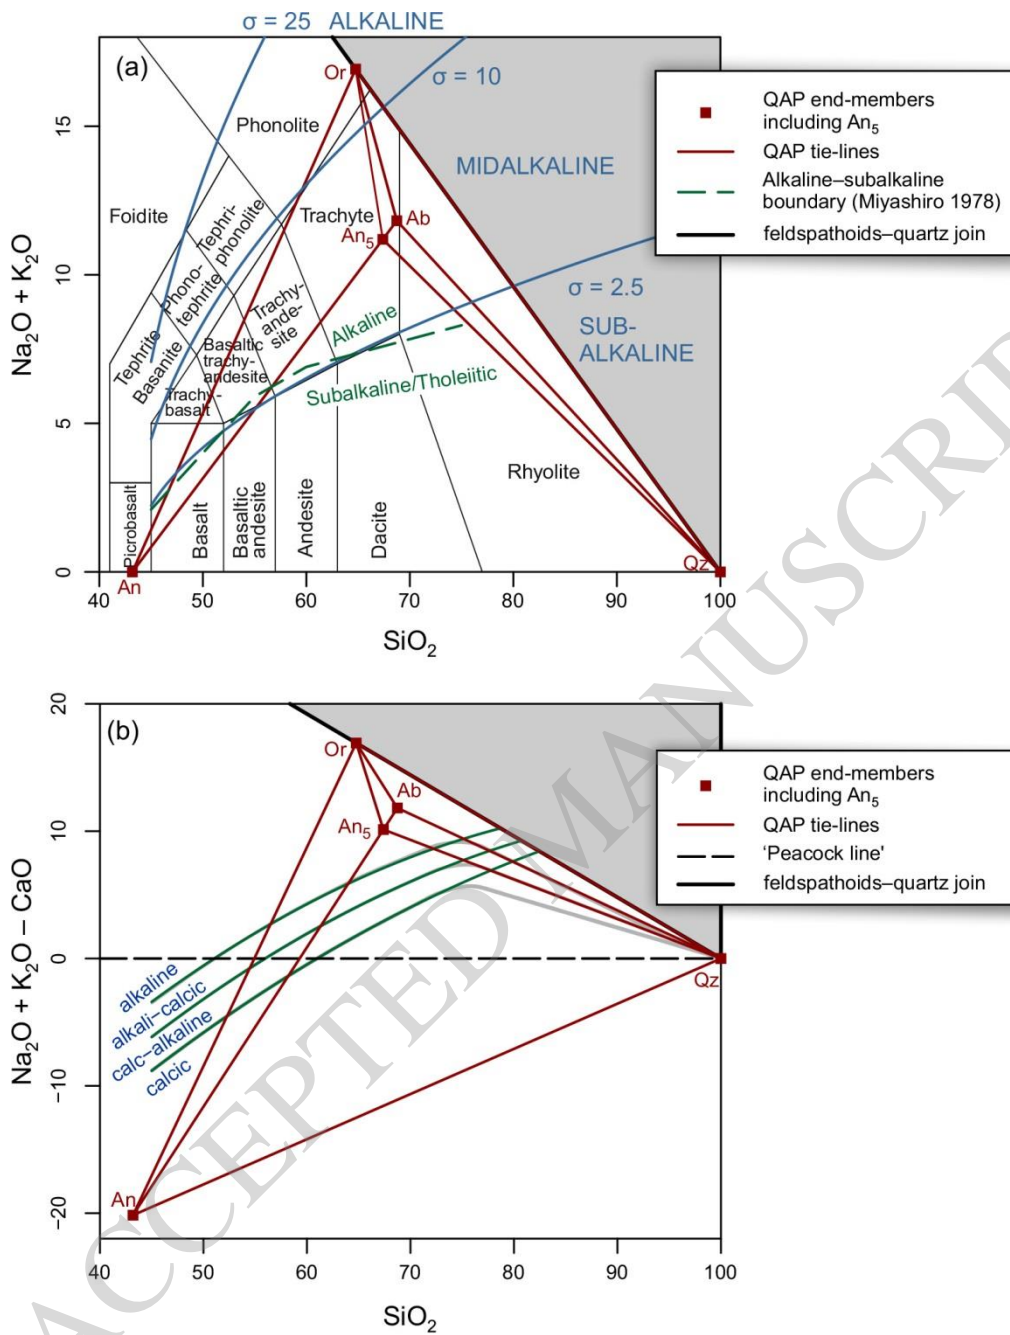 σ = 25 ALKALINE
(a)
Or
σ = 10
15
Phonolite
MIDALKALINE
Foidite
Tephri-
phonolite
Trachyte
Ab
An₅
10
Phono-
tephrite
σ = 2.5
Trachy-
ande-
site
Alkaline
SUB-
ALKALINE
Tephrite
Basanite
Basaltic
trachy-
andesite
Subalkaline/Tholeiitic
Trachy-
basalt
5
Rhyolite
Picrobasalt
Basalt
Basaltic
andesite
Andesite
Dacite
0
An
Qz
40 50 60 70 80 90 100
SiO₂
Na₂O + K₂O
QAP end-members
including An₅
QAP tie-lines
Alkaline–subalkaline
boundary (Miyashiro 1978)
feldspathoids–quartz join
20
(b)
Or
Ab
An₅
10
0
alkaline
alkali–calcic
calc–alkaline
calcic
Qz
−10
An
−20
40 50 60 70 80 90 100
SiO₂
Na₂O + K₂O – CaO
QAP end-members
including An₅
QAP tie-lines
'Peacock line'
feldspathoids–quartz join
ACCEPTED MANUSCRIP